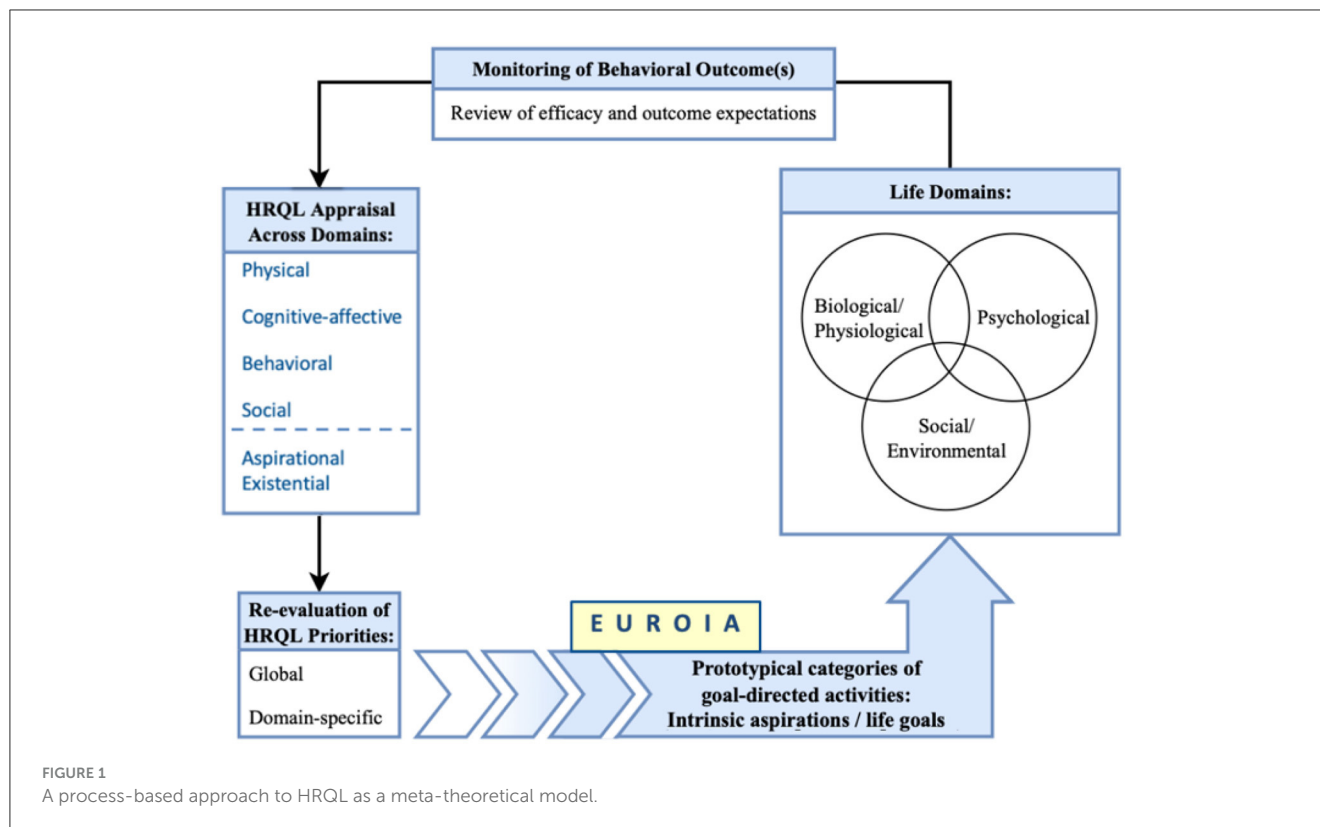 Monitoring of Behavioral Outcome(s)
Review of efficacy and outcome expectations
HRQL Appraisal
Across Domains:
Physical
Cognitive-affective
Behavioral
Social
Aspirational
Existential
Life Domains:
Biological/
Physiological
Psychological
Social/
Environmental
Re-evaluation of
HRQL Priorities:
Global
Domain-specific
E U R O I A
Prototypical categories of
goal-directed activities:
Intrinsic aspirations / life goals
FIGURE 1
A process-based approach to HRQL as a meta-theoretical model.